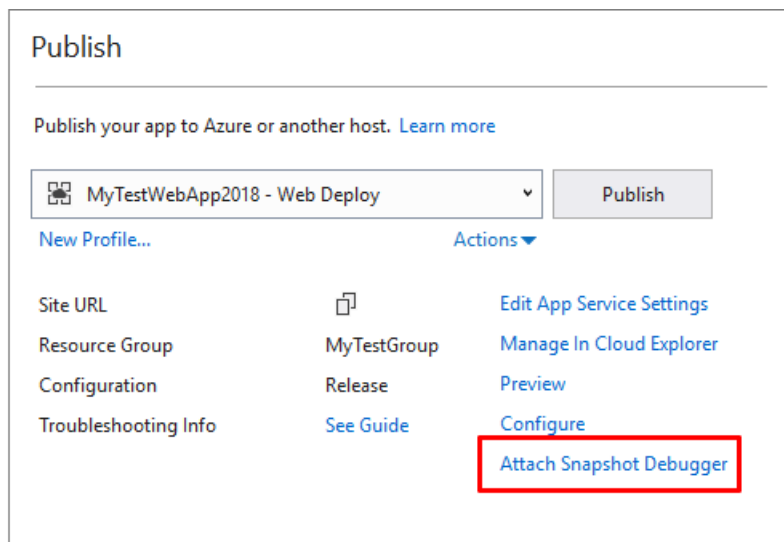 Publish
Publish your app to Azure or another host. Learn more
MyTestWebApp2018 - Web Deploy
Publish
New Profile...
Actions
Site URL
Edit App Service Settings
Resource Group MyTestGroup Manage In Cloud Explorer
Configuration Release Preview
Troubleshooting Info See Guide Configure
Attach Snapshot Debugger